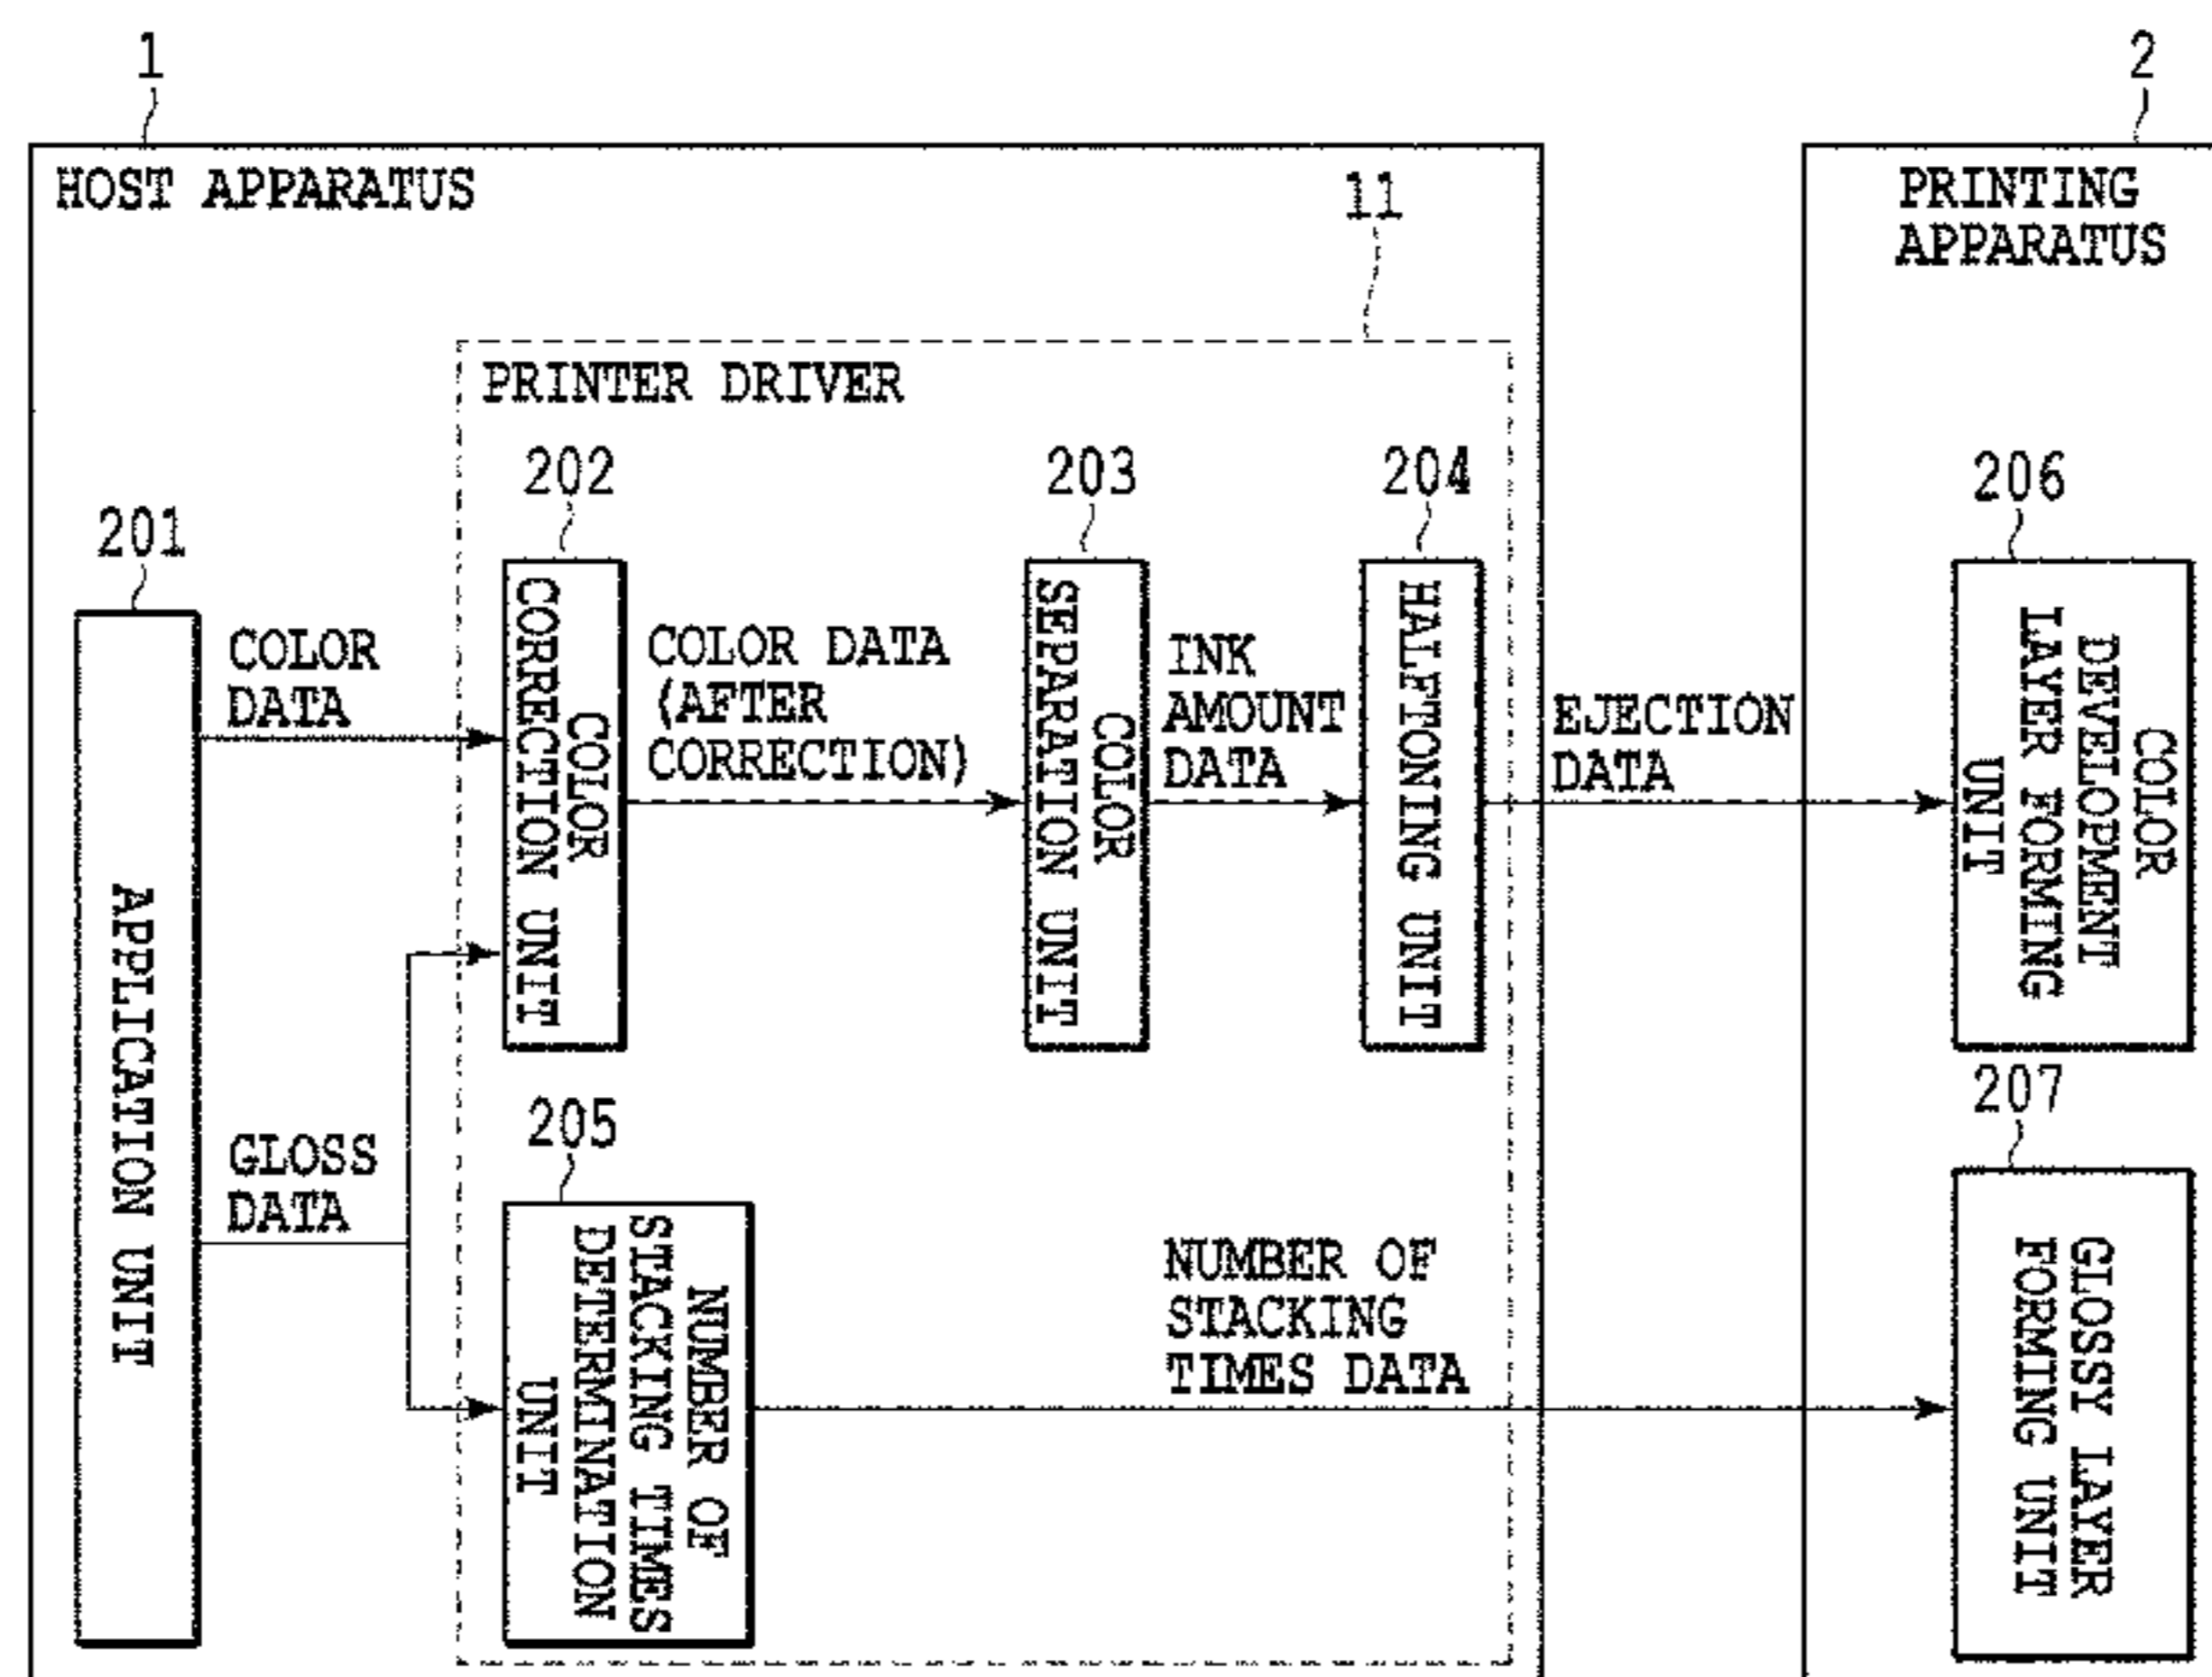 1
2
HOST APPARATUS
11
PRINTING
APPARATUS
PRINTER DRIVER
202
203
204
206
201
COLOR
DATA
COLOR
CORRECTION UNIT
COLOR DATA
(AFTER
CORRECTION)
COLOR
SEPARATION UNIT
INK
AMOUNT
DATA
HALFTONING UNIT
EJECTION
DATA
COLOR
DEVELOPMENT
LAYER FORMING
UNIT
APPLICATION UNIT
205
207
GLOSS
DATA
NUMBER OF
STACKING TIMES
DETERMINATION
UNIT
NUMBER OF
STACKING
TIMES DATA
GLOSSY LAYER
FORMING UNIT